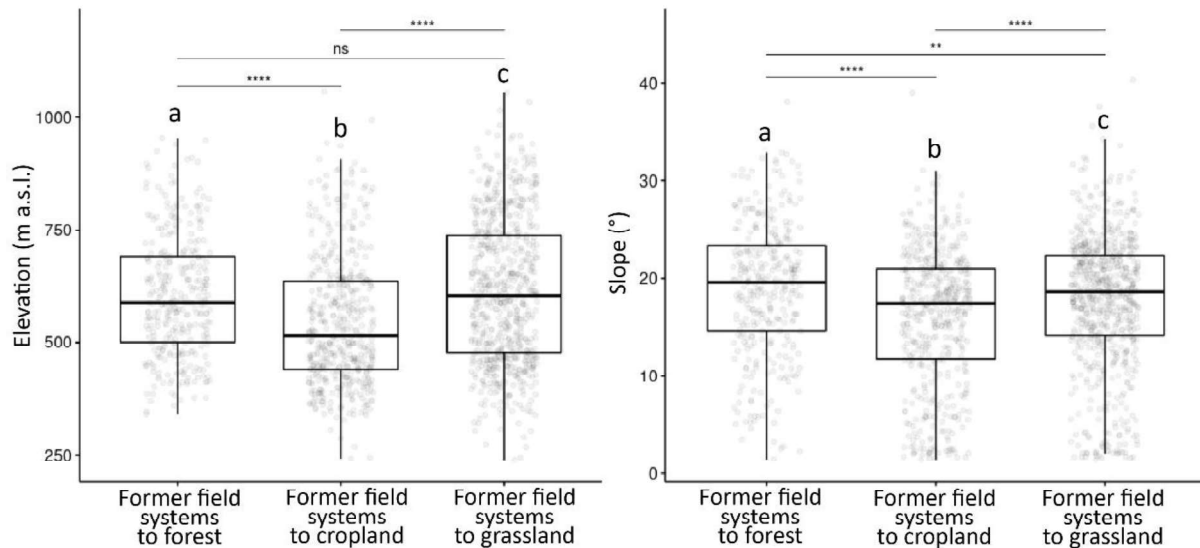 ****
ns
****
a
b
c
Elevation (m a.s.l.)
1000
750
500
250
Former field
systems
to forest
Former field
systems
to cropland
Former field
systems
to grassland
****
**
****
a
b
c
Slope (°)
40
30
20
10
0
Former field
systems
to forest
Former field
systems
to cropland
Former field
systems
to grassland